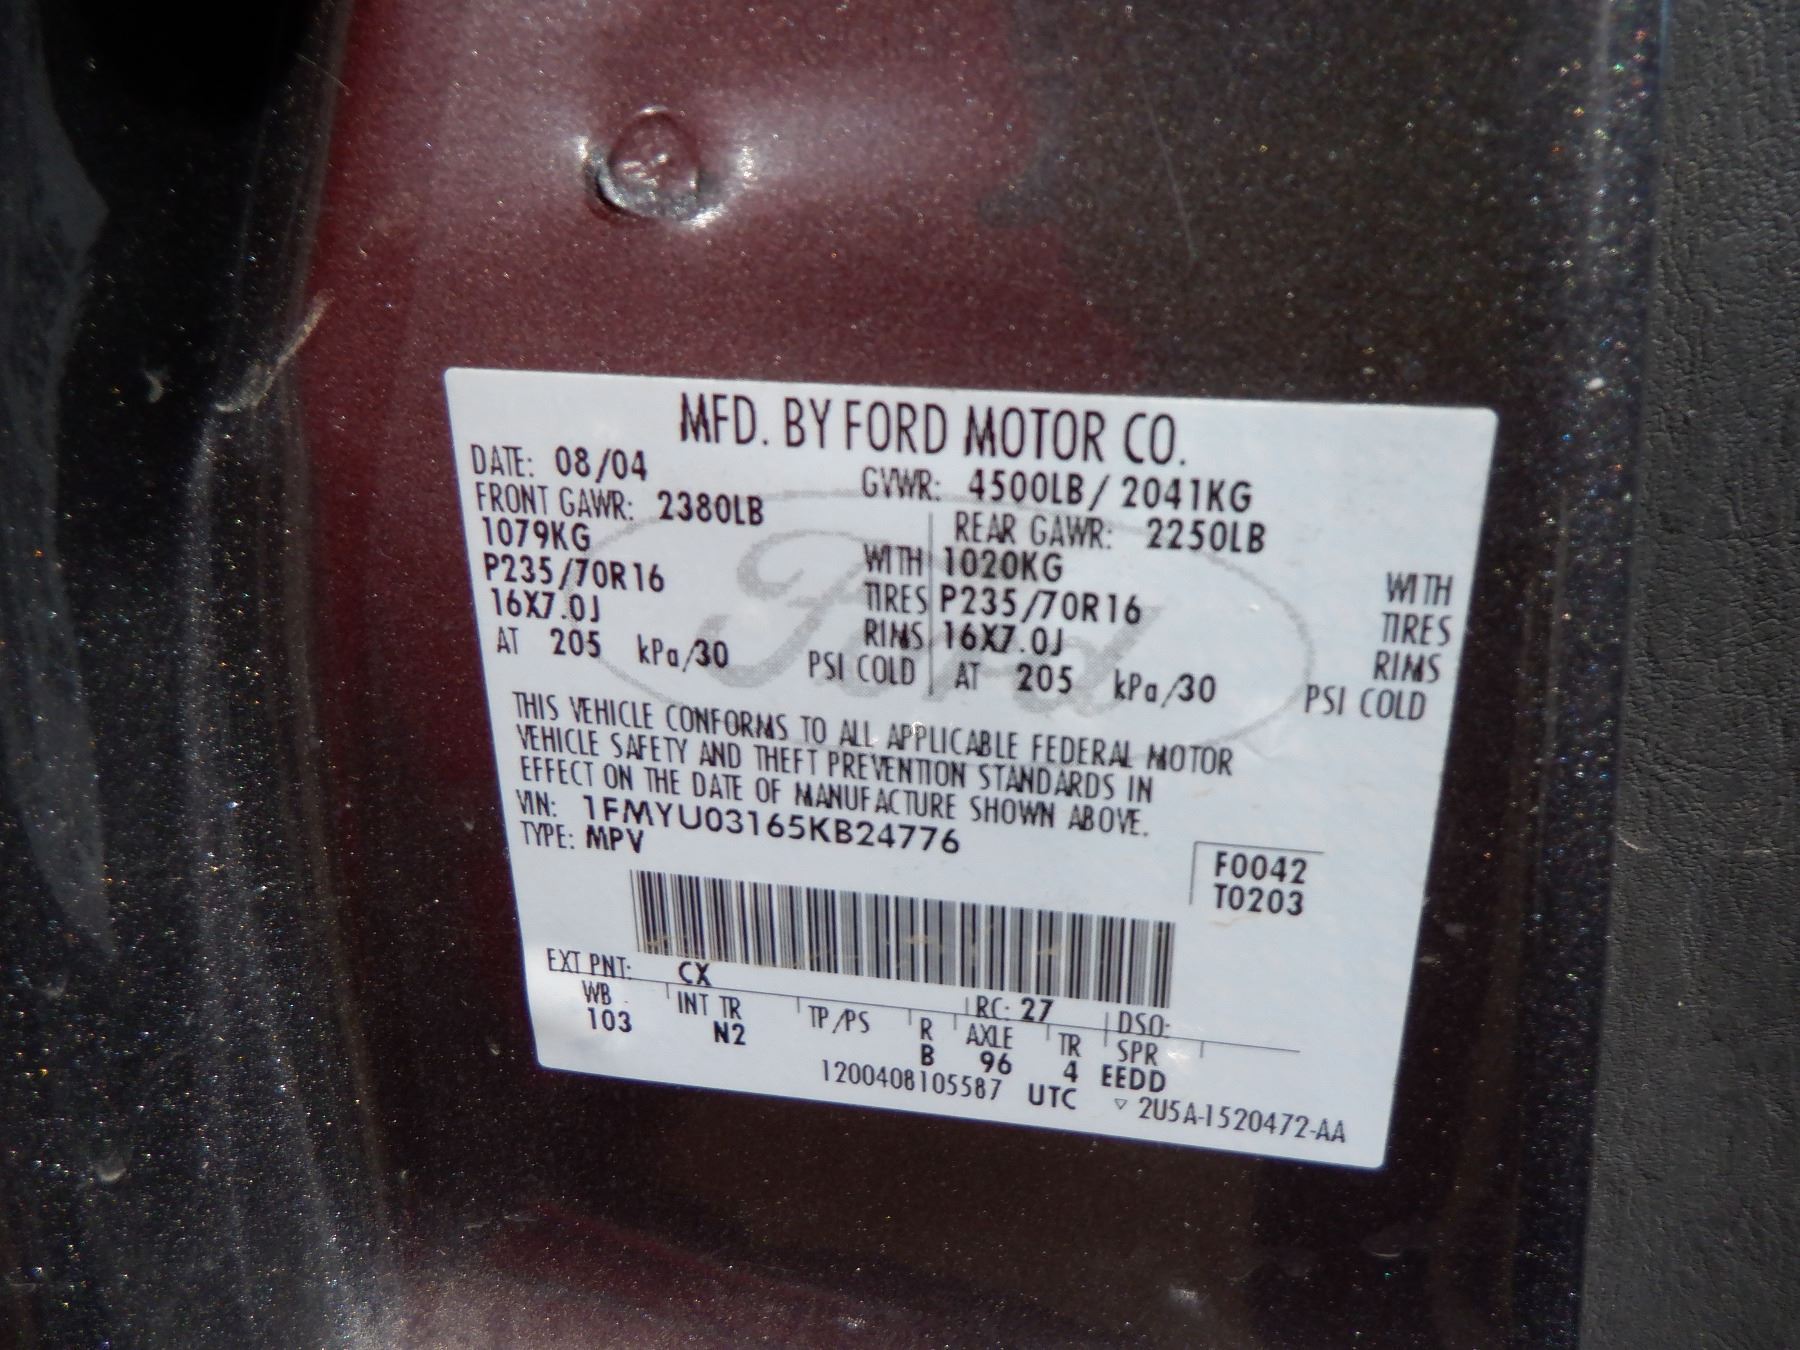 MFD. BY FORD MOTOR CO.
DATE: 08/04 GVWR: 4500LB/ 2041KG
FRONT GAWR: 2380LB REAR GAWR: 2250LB
1079KG WITH 1020KG WITH
P235/70R16 TIRES P235/70R16 TIRES
16X7.0J RIMS 16X7.0J RIMS
AT 205 kPa/30 PSI COLD AT 205 kPa/30 PSI COLD
Ford
THIS VEHICLE CONFORMS TO ALL APPLICABLE FEDERAL MOTOR
VEHICLE SAFETY AND THEFT PREVENTION STANDARDS IN
EFFECT ON THE DATE OF MANUFACTURE SHOWN ABOVE.
VIN: 1FMYU03165KB24776
TYPE: MPV
F0042
T0203
EXT PNT: CX RC: 27 DSO:
WB INT TR TP/PS R AXLE TR SPR
103 N2 B 96 4 EEDD
1200408105587 UTC ▽ 2U5A-1520472-AA